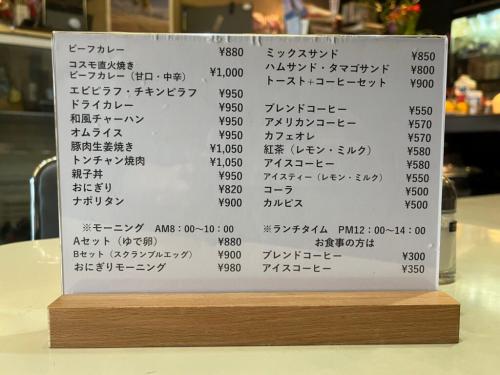 ビーフカレー ¥880
コスモ直火焼き
ビーフカレー（甘口・中辛） ¥1,000
エビピラフ・チキンピラフ ¥950
ドライカレー ¥950
和風チャーハン ¥950
オムライス ¥950
豚肉生姜焼き ¥1,050
トンチャン焼肉 ¥1,050
親子丼 ¥950
おにぎり ¥820
ナポリタン ¥900
※モーニング AM8：00〜10：00
Aセット（ゆで卵） ¥880
Bセット（スクランブルエッグ） ¥900
おにぎりモーニング ¥980
ミックスサンド ¥850
ハムサンド・タマゴサンド ¥800
トースト+コーヒーセット ¥900
ブレンドコーヒー ¥550
アメリカンコーヒー ¥570
カフェオレ ¥570
紅茶（レモン・ミルク） ¥580
アイスコーヒー ¥580
アイスティー（レモン・ミルク） ¥550
コーラ ¥500
カルピス ¥500
※ランチタイム PM12：00〜14：00
お食事の方は
ブレンドコーヒー ¥300
アイスコーヒー ¥350